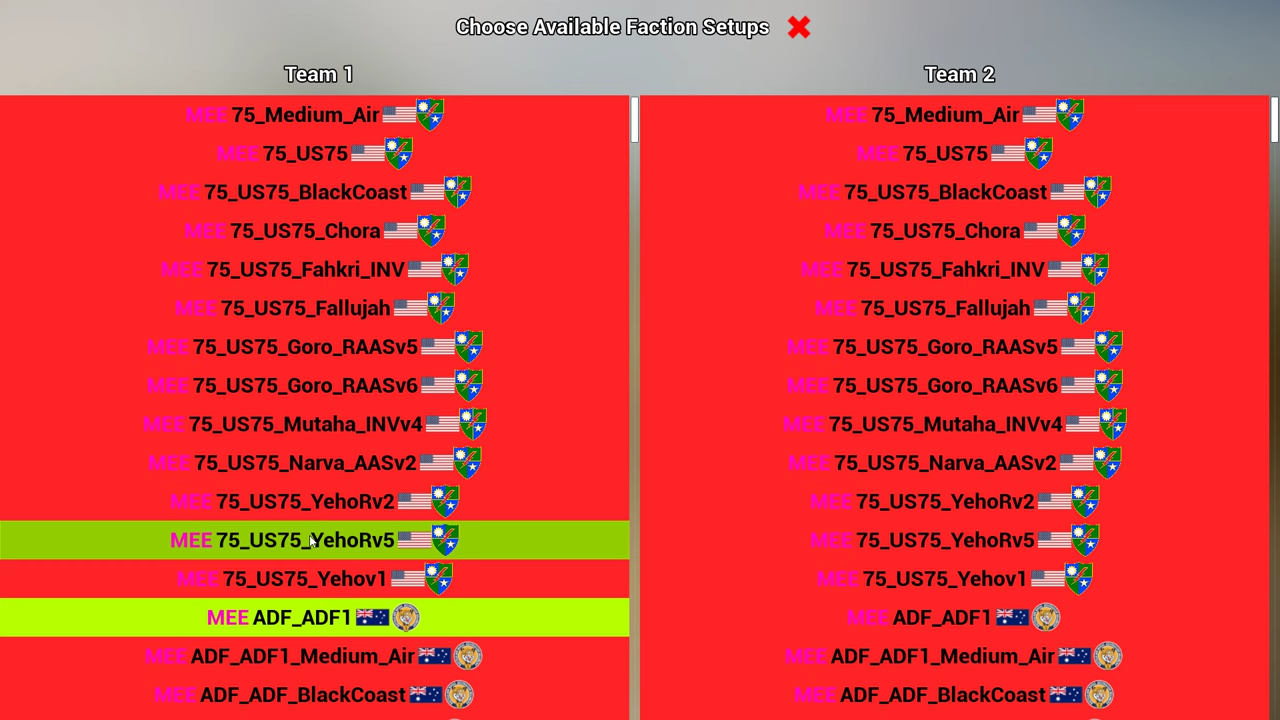 Choose Available Faction Setups
Team 1
Team 2
MEE 75_Medium_Air
MEE 75_Medium_Air
MEE 75_US75
MEE 75_US75
MEE 75_US75_BlackCoast
MEE 75_US75_BlackCoast
MEE 75_US75_Chora
MEE 75_US75_Chora
MEE 75_US75_Fahkri_INV
MEE 75_US75_Fahkri_INV
MEE 75_US75_Fallujah
MEE 75_US75_Fallujah
MEE 75_US75_Goro_RAASv5
MEE 75_US75_Goro_RAASv5
MEE 75_US75_Goro_RAASv6
MEE 75_US75_Goro_RAASv6
MEE 75_US75_Mutaha_INVv4
MEE 75_US75_Mutaha_INVv4
MEE 75_US75_Narva_AASv2
MEE 75_US75_Narva_AASv2
MEE 75_US75_YehoRv2
MEE 75_US75_YehoRv2
MEE 75_US75_YehoRv5
MEE 75_US75_YehoRv5
MEE 75_US75_Yehov1
MEE 75_US75_Yehov1
MEE ADF_ADF1
MEE ADF_ADF1
MEE ADF_ADF1_Medium_Air
MEE ADF_ADF1_Medium_Air
MEE ADF_ADF_BlackCoast
MEE ADF_ADF_BlackCoast